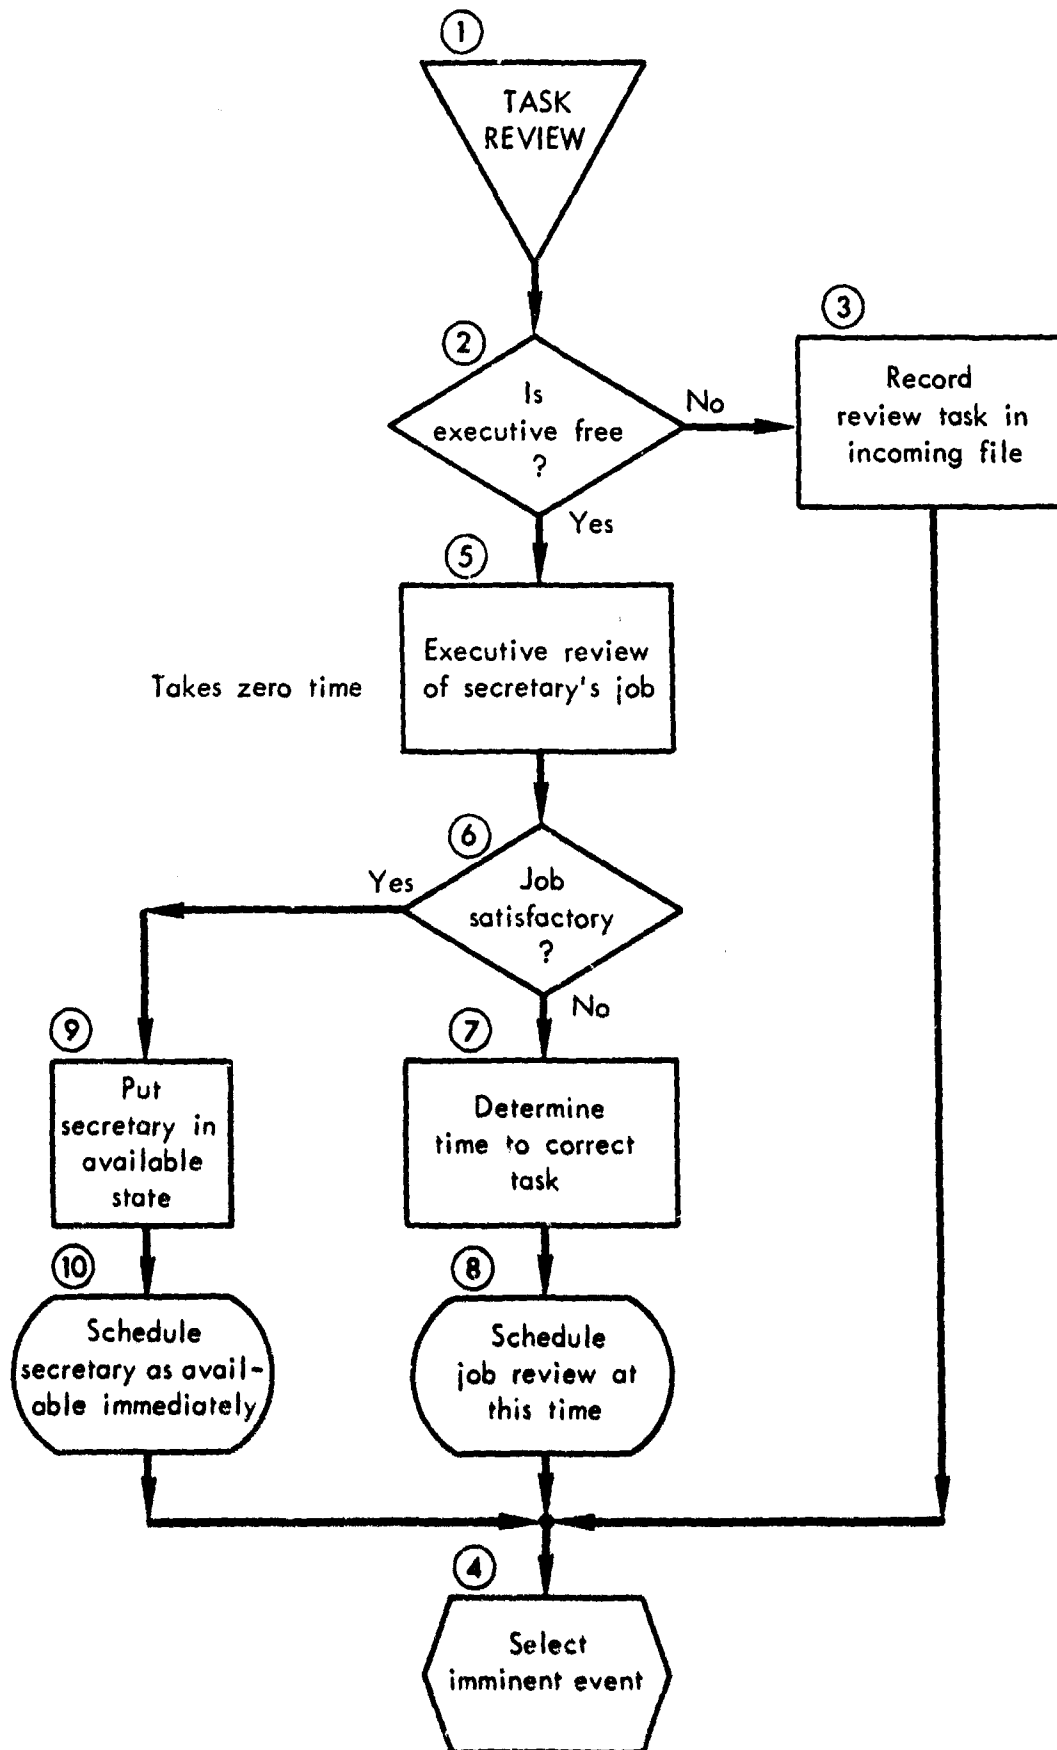 1
TASK
REVIEW
2
Is
executive free
?
No
3
Record
review task in
incoming file
Yes
5
Takes zero time
Executive review
of secretary's job
6
Yes
Job
satisfactory
?
No
9
Put
secretary in
available
state
7
Determine
time to correct
task
10
Schedule
secretary as avail-
able immediately
8
Schedule
job review at
this time
4
Select
imminent event